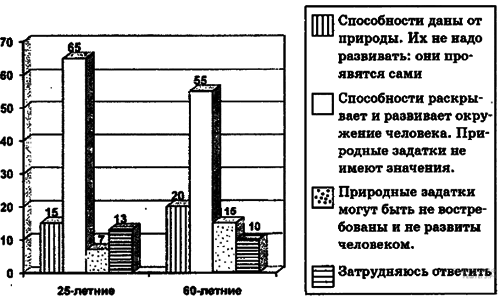 70
60
50
40
30
20
10
0
65
15
7
13
55
20
15
10
25-летние
60-летние
Способности даны от
природы. Их не надо
развивать: они про-
явятся сами
Способности раскры-
вает и развивает окру-
жение человека. При-
родные задатки не
имеют значения.
Природные задатки
могут быть не востре-
бованы и не развиты
человеком.
Затрудняюсь ответить